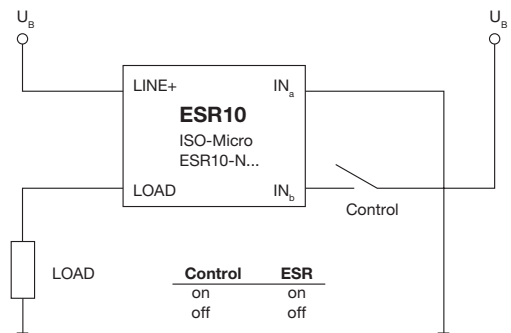 U_B U_B
LINE+ IN_a
ESR10
ISO-Micro
ESR10-N...
LOAD IN_b
Control
LOAD
Control ESR
on on
off off